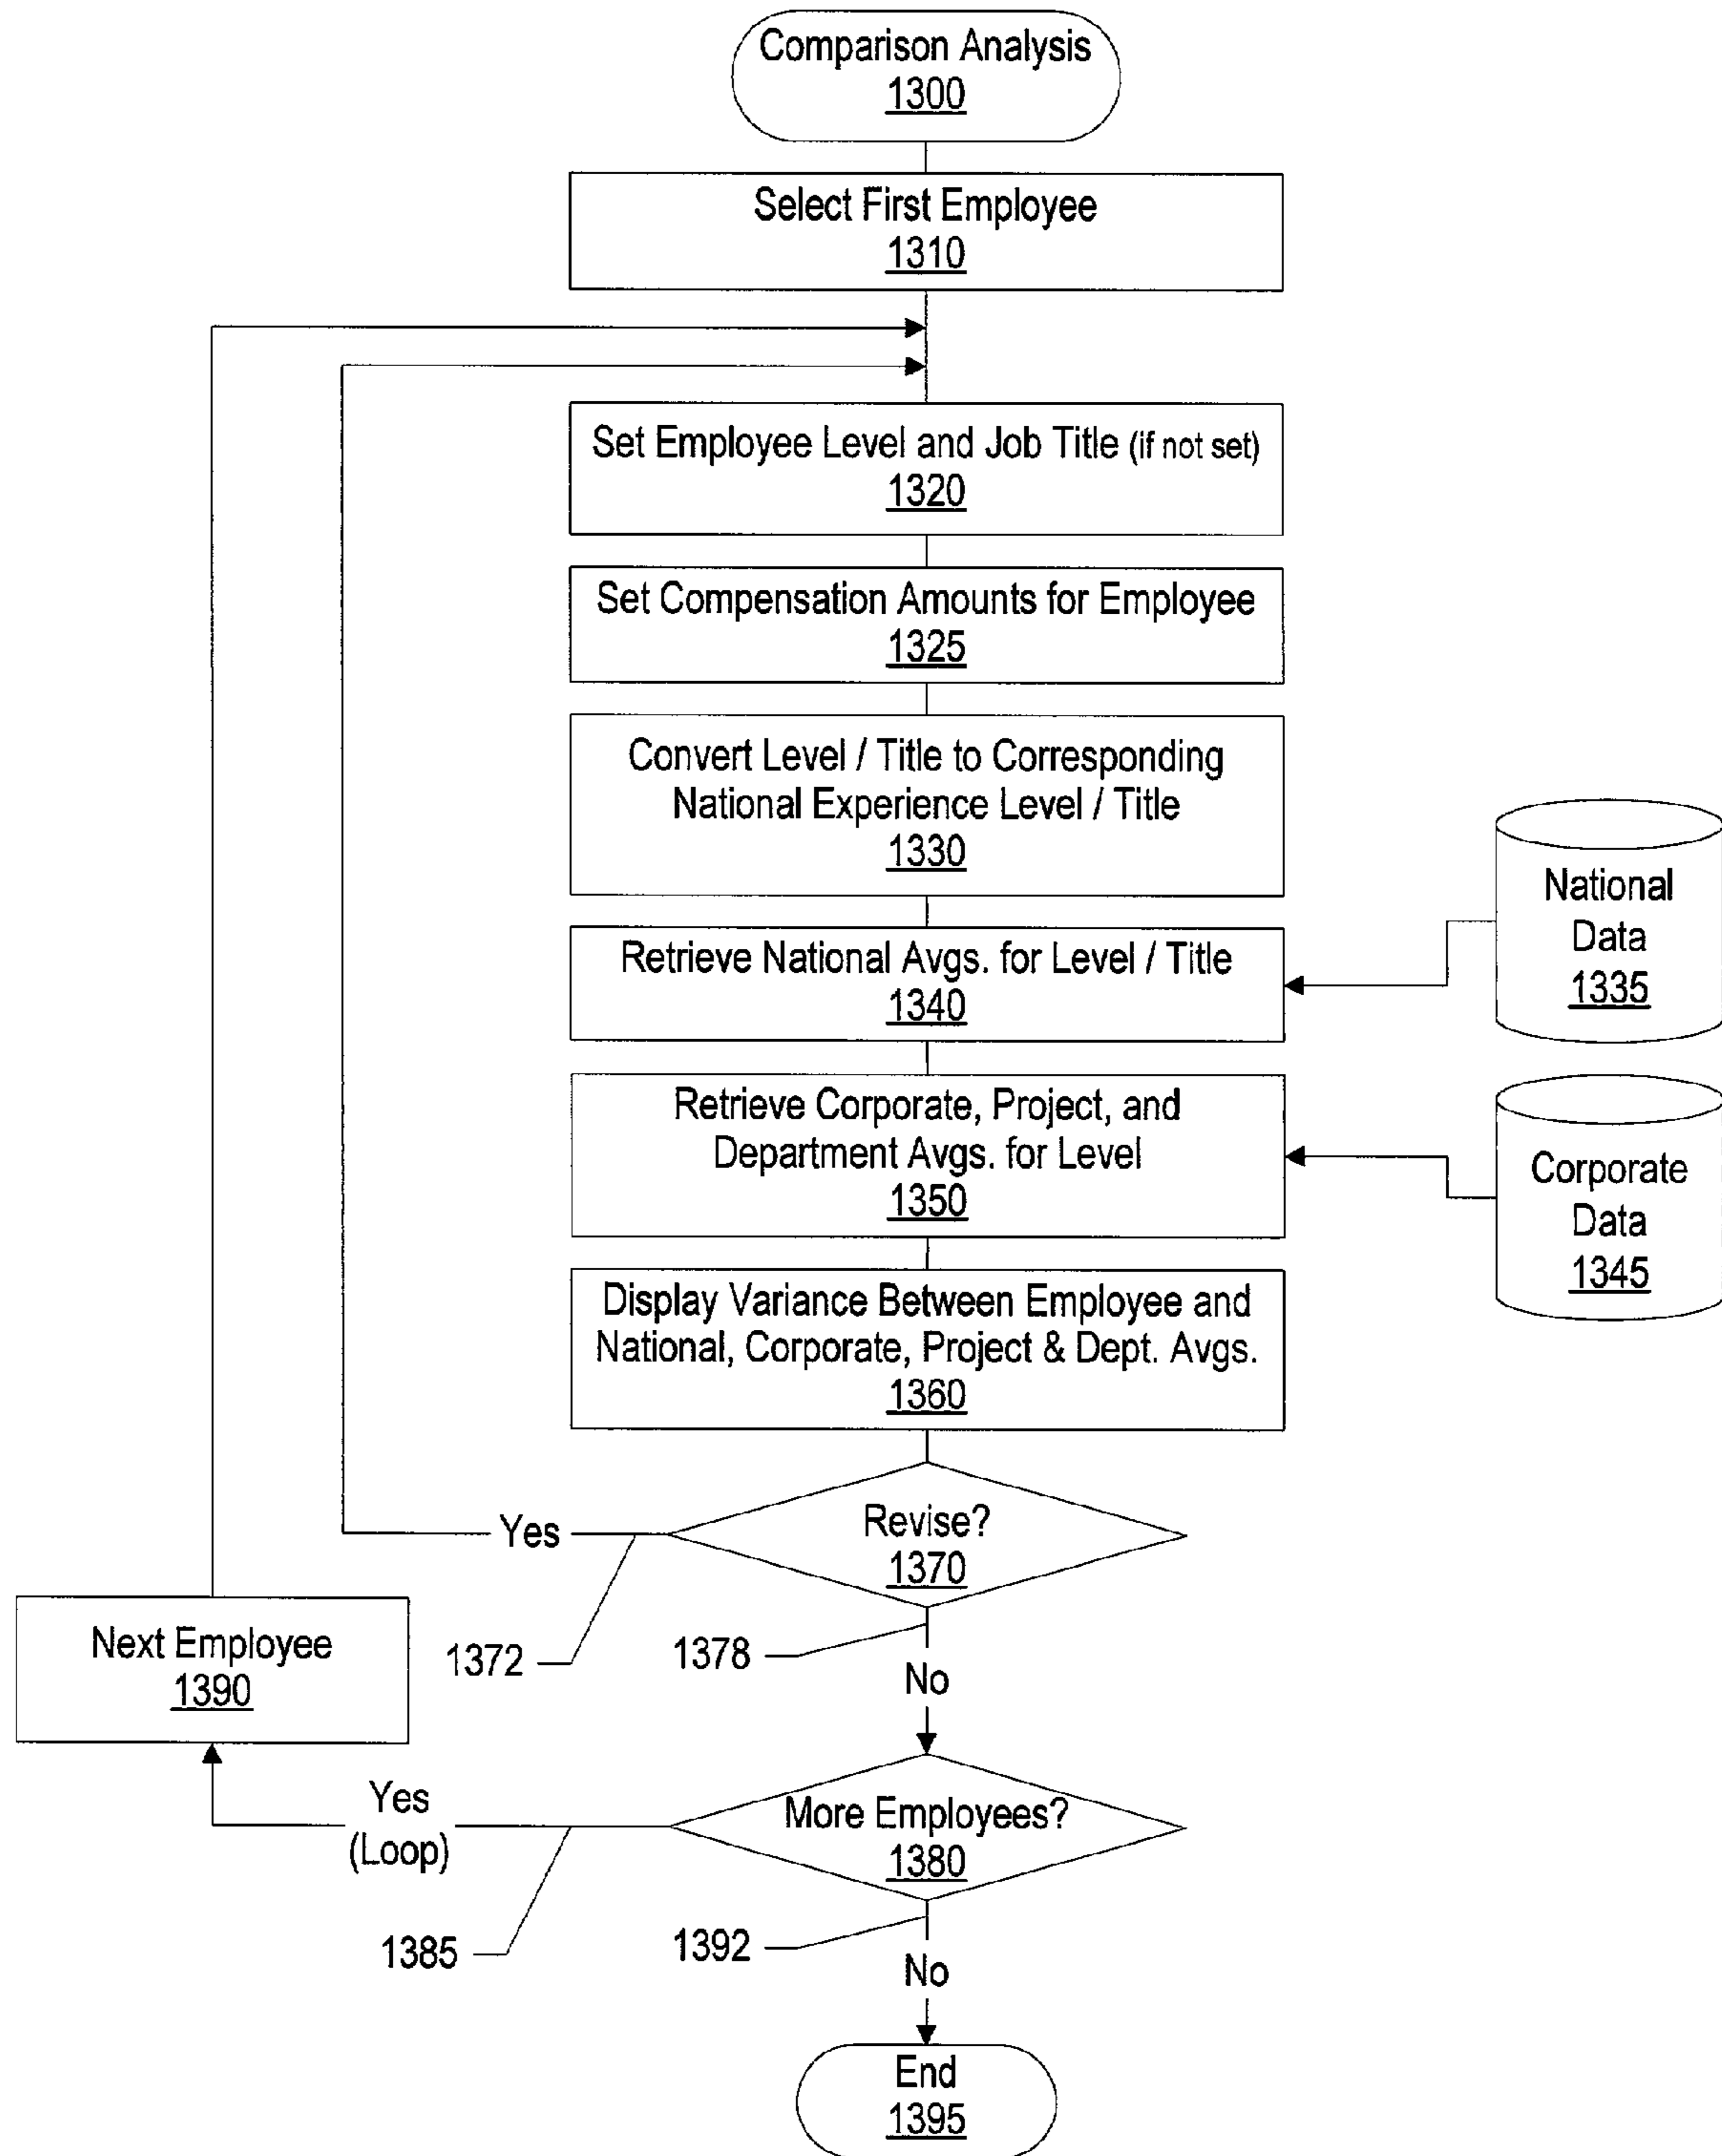 Comparison Analysis
1300
Select First Employee
1310
Set Employee Level and Job Title (if not set)
1320
Set Compensation Amounts for Employee
1325
Convert Level / Title to Corresponding
National Experience Level / Title
1330
National
Data
1335
Retrieve National Avgs. for Level / Title
1340
Retrieve Corporate, Project, and
Department Avgs. for Level
1350
Corporate
Data
1345
Display Variance Between Employee and
National, Corporate, Project & Dept. Avgs.
1360
Revise?
1370
Yes
1372
1378
No
Next Employee
1390
More Employees?
1380
Yes
(Loop)
1385
1392
No
End
1395